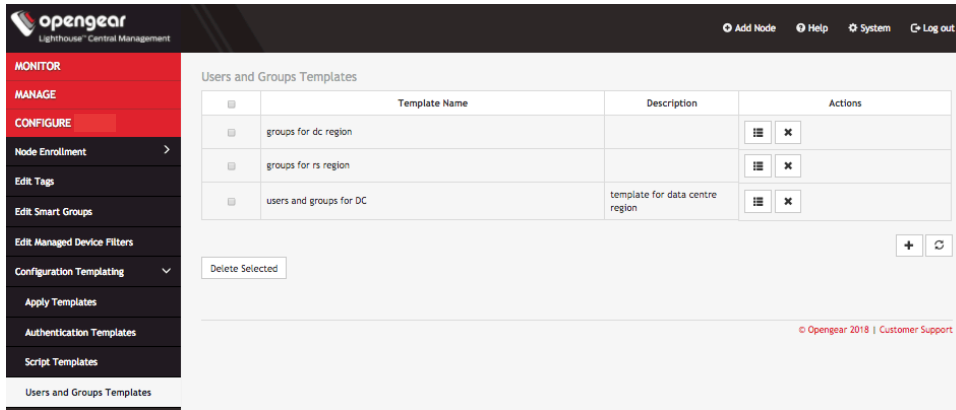 opengear
Lighthouse™ Central Management
Add Node Help System Log out
MONITOR
MANAGE
CONFIGURE
Node Enrollment
Edit Tags
Edit Smart Groups
Edit Managed Device Filters
Configuration Templating
Apply Templates
Authentication Templates
Script Templates
Users and Groups Templates
Users and Groups Templates
Template Name Description Actions
groups for dc region
groups for rs region
users and groups for DC template for data centre
region
Delete Selected
© Opengear 2018 | Customer Support